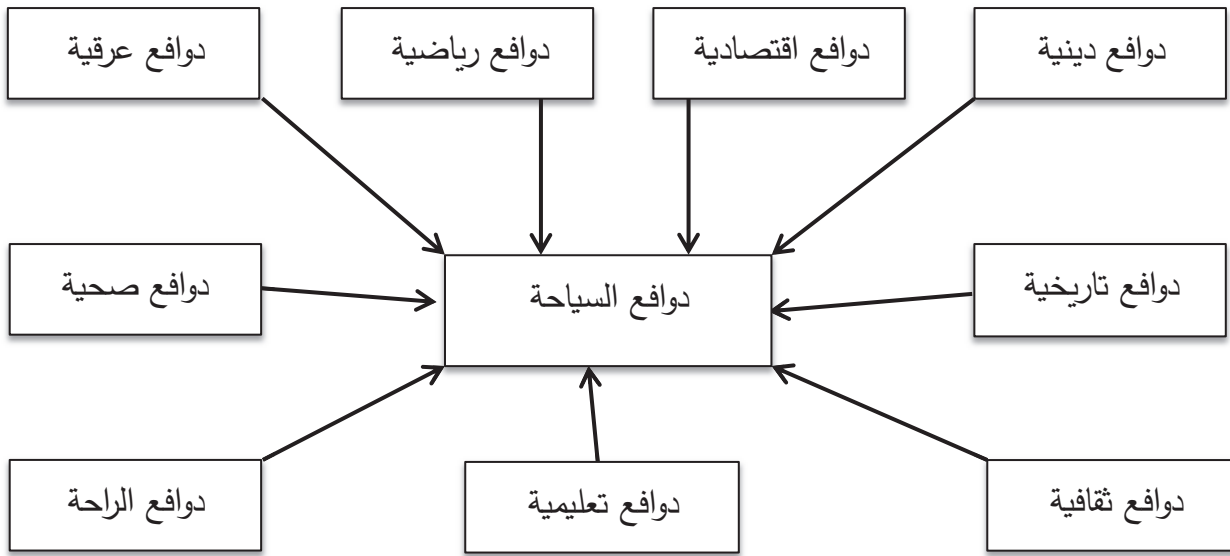 دوافع دينية
دوافع اقتصادية
دوافع رياضية
دوافع عرقية
دوافع تاريخية
دوافع السياحة
دوافع صحية
دوافع ثقافية
دوافع تعليمية
دوافع الراحة